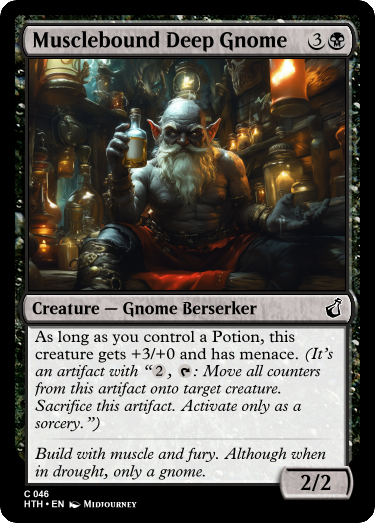 Musclebound Deep Gnome 3
Creature — Gnome Berserker
As long as you control a Potion, this
creature gets +3/+0 and has menace. (It's
an artifact with “2, : Move all counters
from this artifact onto target creature.
Sacrifice this artifact. Activate only as a
sorcery.”)
Build with muscle and fury. Although when
in drought, only a gnome.
2/2
C 046
HTH • EN Midjourney